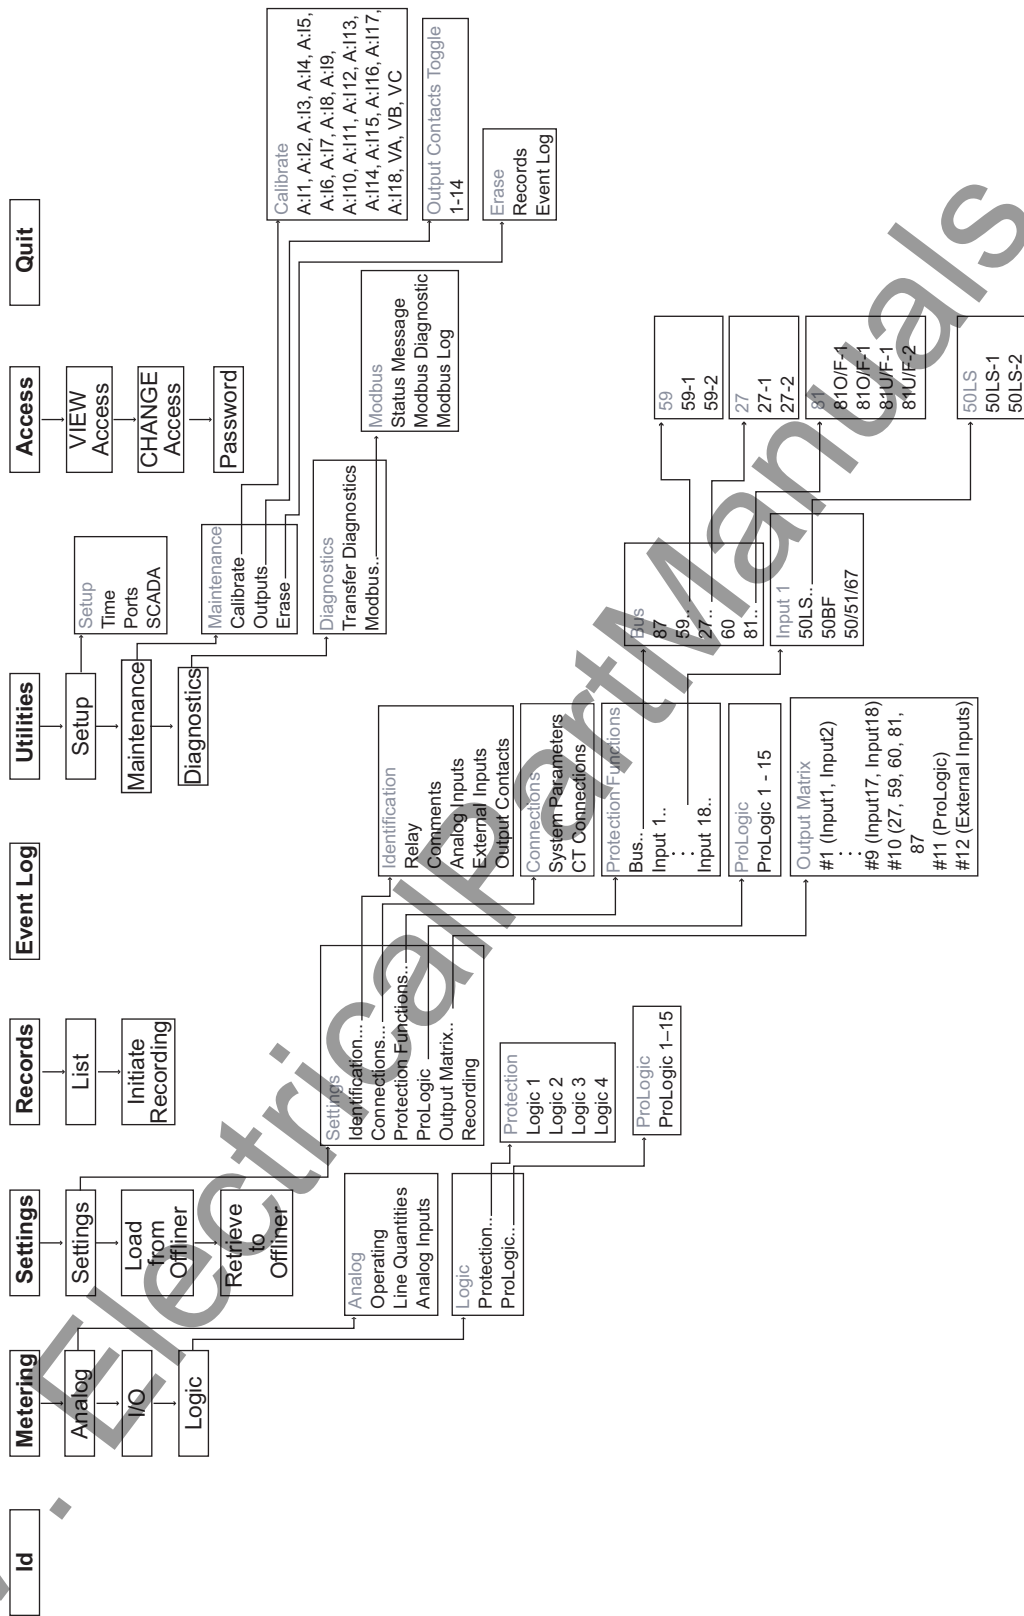 Id
Metering
Settings
Records
Event Log
Utilities
Access
Quit
Analog
I/O
Logic
Settings
Load
from
Offliner
Retrieve
to
Offliner
List
Initiate
Recording
Setup
Maintenance
Diagnostics
VIEW
Access
CHANGE
Access
Password
Analog
Operating
Line Quantities
Analog Inputs
Logic
Protection...
ProLogic...
Protection
Logic 1
Logic 2
Logic 3
Logic 4
ProLogic
ProLogic 1–15
Settings
Identification...
Connections...
Protection Functions...
ProLogic
Output Matrix..
Recording
Identification
Relay
Comments
Analog Inputs
External Inputs
Output Contacts
Connections
System Parameters
CT Connections
Protection Functions
Bus...
Input 1..
: :
Input 18..
ProLogic
ProLogic 1 - 15
Output Matrix
#1 (Input1, Input2)
: :
#9 (Input17, Input18)
#10 (27, 59, 60, 81,
87
#11 (ProLogic)
#12 (External Inputs)
Bus
87
59..
27..
60
81..
Input 1
50LS...
50BF
50/51/67
59
59-1
59-2
27
27-1
27-2
81
81O/F-1
81O/F-1
81U/F-1
81U/F-2
50LS
50LS-1
50LS-2
Setup
Time
Ports
SCADA
Maintenance
Calibrate
Outputs
Erase
Diagnostics
Transfer Diagnostics
Modbus...
Modbus
Status Message
Modbus Diagnostic
Modbus Log
Calibrate
A:I1, A:I2, A:I3, A:I4, A:I5,
A:I6, A:I7, A:I8, A:I9,
A:I10, A:I11, A:I12, A:I13,
A:I14, A:I15, A:I16, A:I17,
A:I18, VA, VB, VC
Output Contacts Toggle
1-14
Erase
Records
Event Log
. ElectricalPartManuals